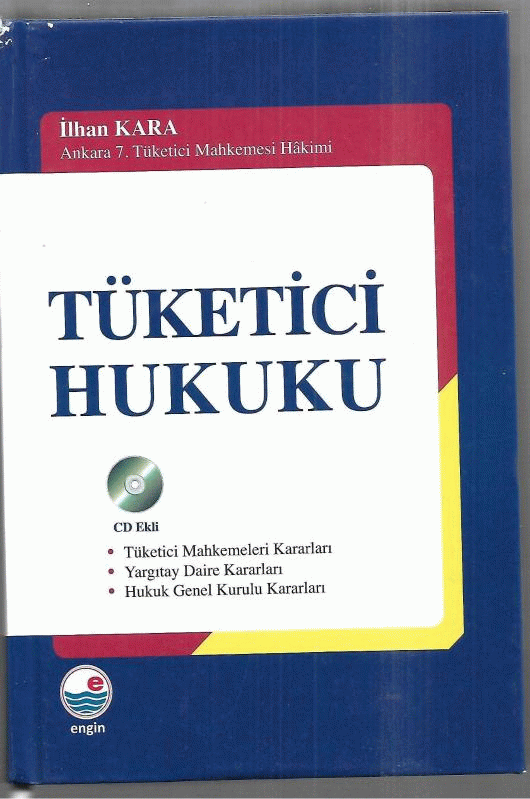 İlhan KARA
Ankara 7. Tüketici Mahkemesi Hâkimi
TÜKETİCİ
HUKUKU
CD Ekli
• Tüketici Mahkemeleri Kararları
• Yargıtay Daire Kararları
• Hukuk Genel Kurulu Kararları
e
engin